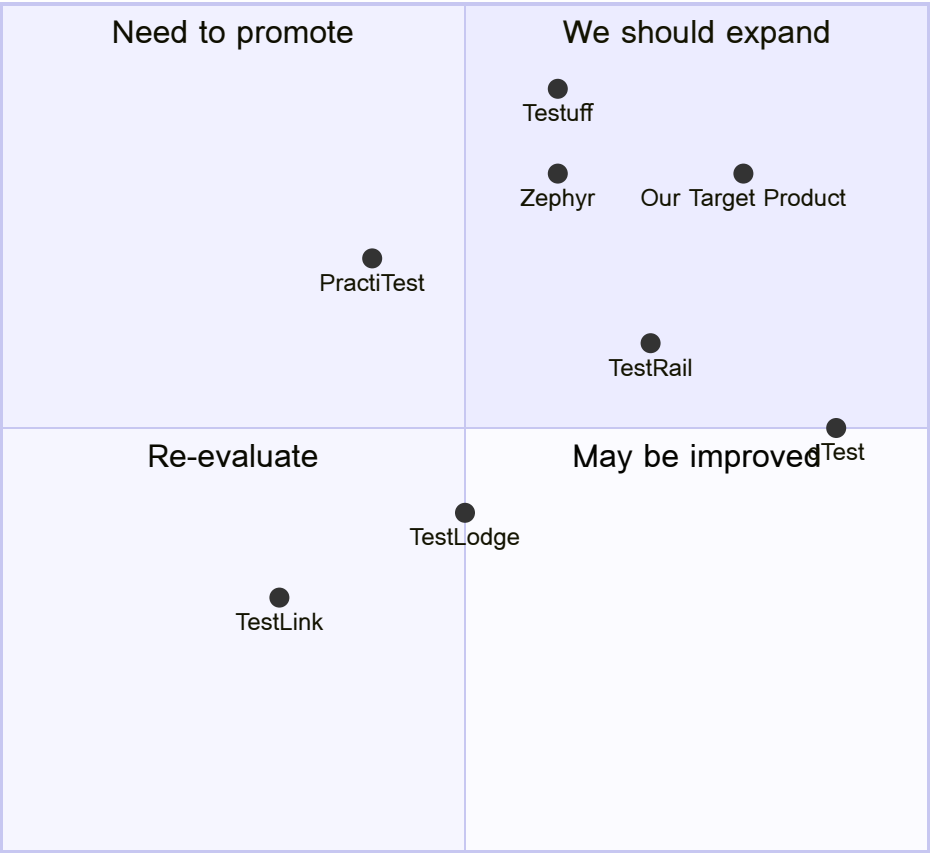 Need to promote
We should expand
Testuff
Zephyr
Our Target Product
PractiTest
TestRail
Re-evaluate
May be improved
qTest
TestLodge
TestLink